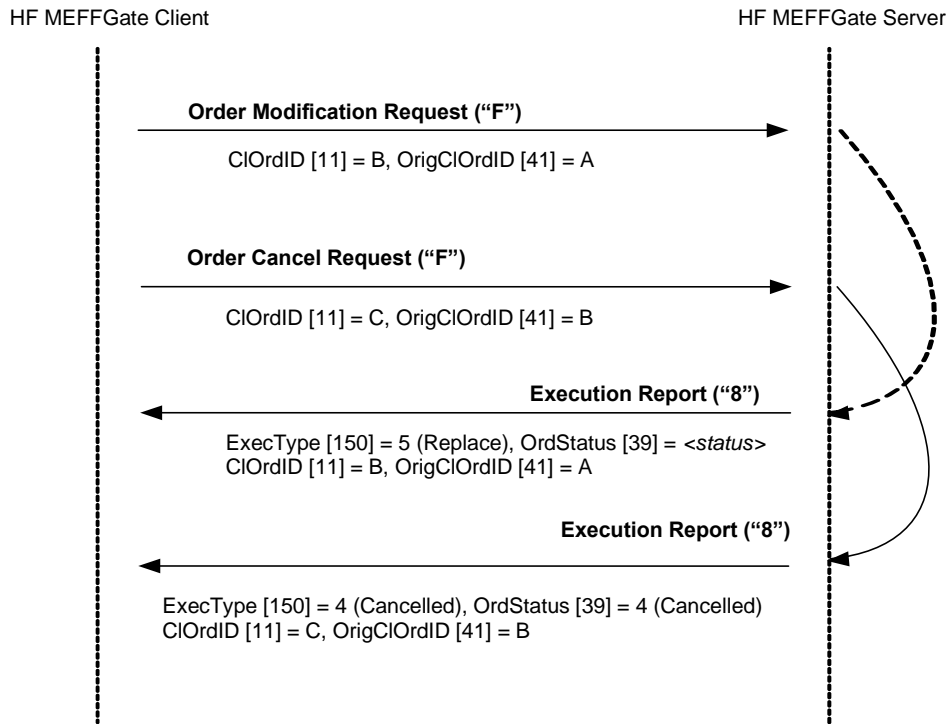 HF MEFFGate Client
HF MEFFGate Server
Order Modification Request (“F”)
ClOrdID [11] = B, OrigClOrdID [41] = A
Order Cancel Request (“F”)
ClOrdID [11] = C, OrigClOrdID [41] = B
Execution Report (“8”)
ExecType [150] = 5 (Replace), OrdStatus [39] = <status>
ClOrdID [11] = B, OrigClOrdID [41] = A
Execution Report (“8”)
ExecType [150] = 4 (Cancelled), OrdStatus [39] = 4 (Cancelled)
ClOrdID [11] = C, OrigClOrdID [41] = B